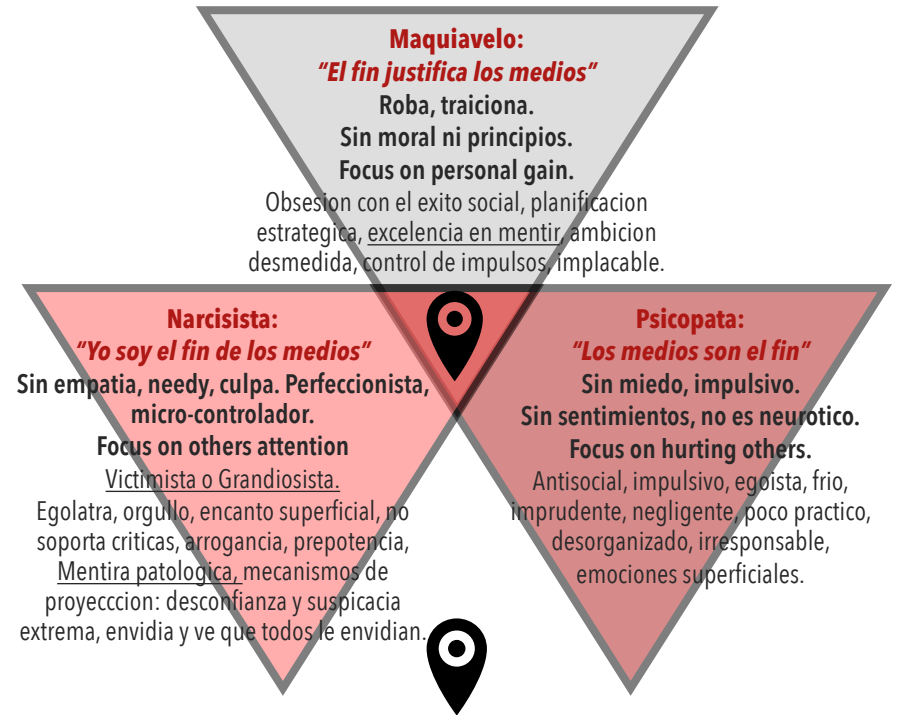 Maquiavelo:
“El fin justifica los medios”
Roba, traiciona.
Sin moral ni principios.
Focus on personal gain.
Obsesion con el exito social, planificacion
estrategica, excelencia en mentir, ambicion
desmedida, control de impulsos, implacable.
Narcisista:
“Yo soy el fin de los medios”
Sin empatia, needy, culpa. Perfeccionista,
micro-controlador.
Focus on others attention
Victimista o Grandiosista.
Egolatra, orgullo, encanto superficial, no
soporta criticas, arrogancia, prepotencia,
Mentira patologica, mecanismos de
proyecccion: desconfianza y suspicacia
extrema, envidia y ve que todos le envidian.
Psicopata:
“Los medios son el fin”
Sin miedo, impulsivo.
Sin sentimientos, no es neurotico.
Focus on hurting others.
Antisocial, impulsivo, egoista, frio,
imprudente, negligente, poco practico,
desorganizado, irresponsable,
emociones superficiales.